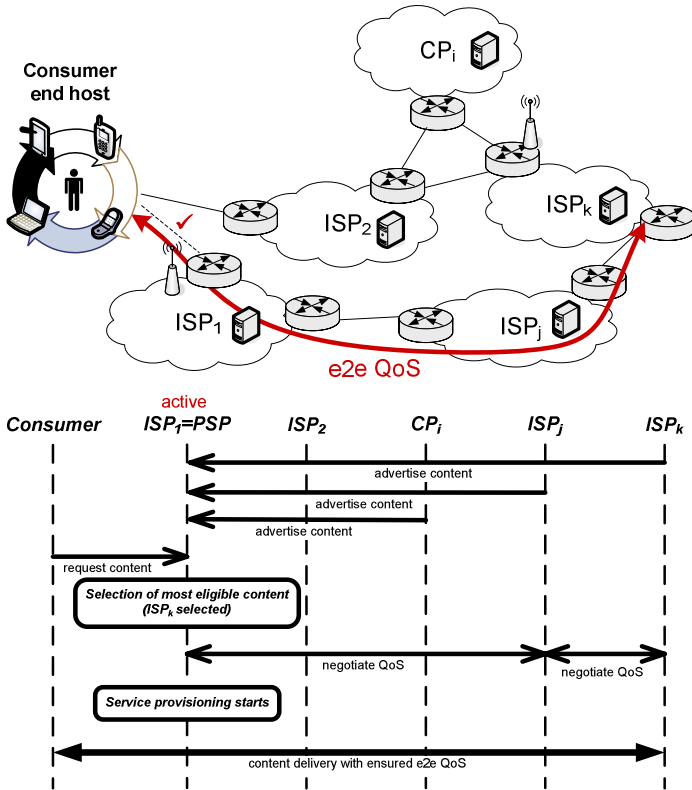 CPi
Consumer
end host
ISP2
ISPk
✓
ISP1
ISPj
e2e QoS
active
Consumer ISP1=PSP ISP2 CPi ISPj ISPk
advertise content
advertise content
advertise content
request content
Selection of most eligible content
(ISPk selected)
negotiate QoS negotiate QoS
Service provisioning starts
content delivery with ensured e2e QoS